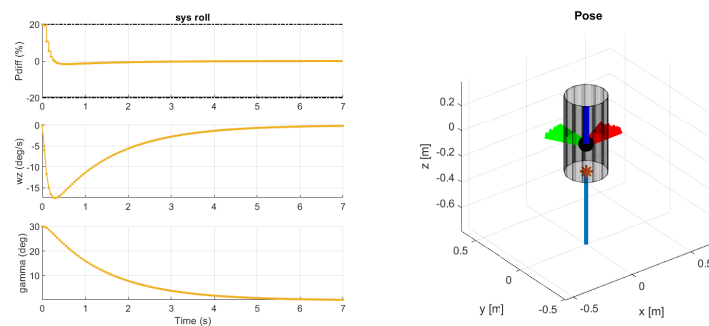 sys roll
Pdiff (%)
20
0
-20
0 1 2 3 4 5 6 7
wz (deg/s)
0
-5
-10
-15
0 1 2 3 4 5 6 7
gamma (deg)
30
20
10
0 1 2 3 4 5 6 7
Time (s)
Pose
z [m]
0.2
0
-0.2
-0.4
-0.6
0.5
0
-0.5
y [m]
-0.5
0
0.5
x [m]